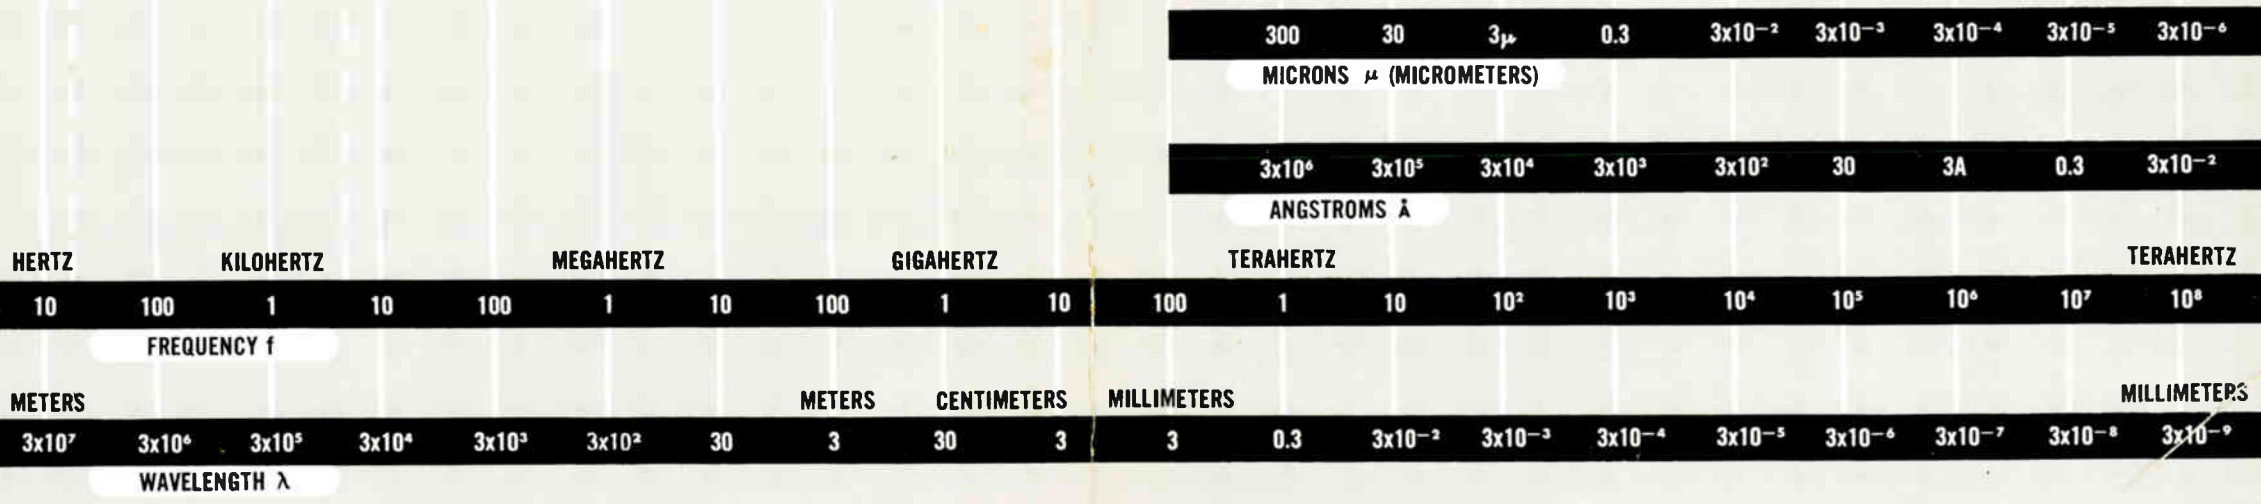 300 30 3μ 0.3 3x10⁻² 3x10⁻³ 3x10⁻⁴ 3x10⁻⁵ 3x10⁻⁶
MICRONS μ (MICROMETERS)
3x10⁶ 3x10⁵ 3x10⁴ 3x10³ 3x10² 30 3A 0.3 3x10⁻²
ANGSTROMS Å
HERTZ KILOHERTZ MEGAHERTZ GIGAHERTZ TERAHERTZ TERAHERTZ
10 100 1 10 100 1 10 100 1 10 100 1 10 10² 10³ 10⁴ 10⁵ 10⁶ 10⁷ 10⁸
FREQUENCY f
METERS METERS CENTIMETERS MILLIMETERS MILLIMETERS
3x10⁷ 3x10⁶ 3x10⁵ 3x10⁴ 3x10³ 3x10² 30 3 30 3 3 0.3 3x10⁻² 3x10⁻³ 3x10⁻⁴ 3x10⁻⁵ 3x10⁻⁶ 3x10⁻⁷ 3x10⁻⁸ 3x10⁻⁹
WAVELENGTH λ